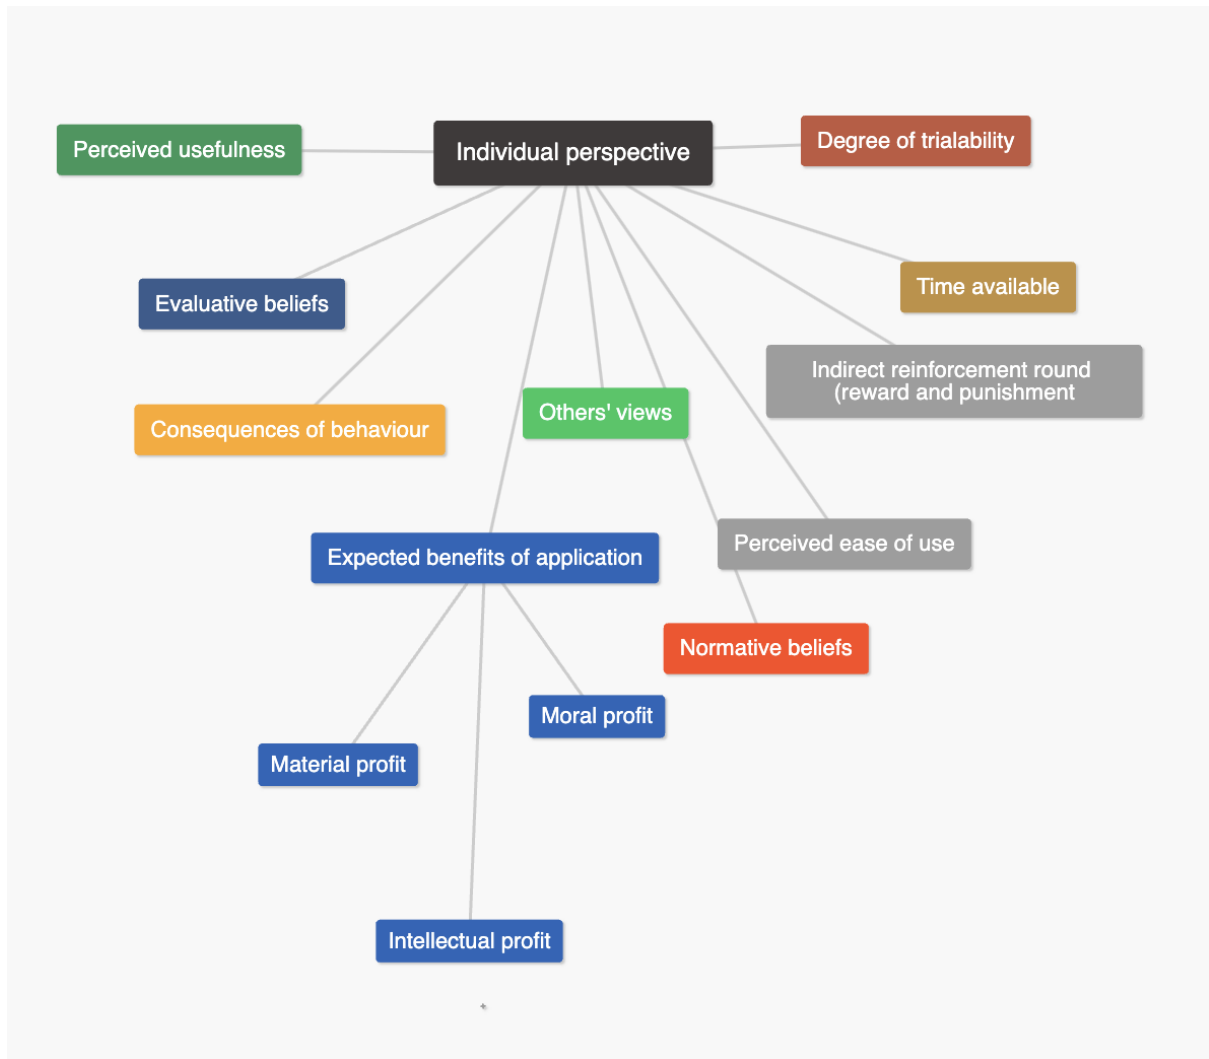 Perceived usefulness
Individual perspective
Degree of trialability
Evaluative beliefs
Time available
Indirect reinforcement round
(reward and punishment
Consequences of behaviour
Others' views
Expected benefits of application
Perceived ease of use
Normative beliefs
Moral profit
Material profit
Intellectual profit